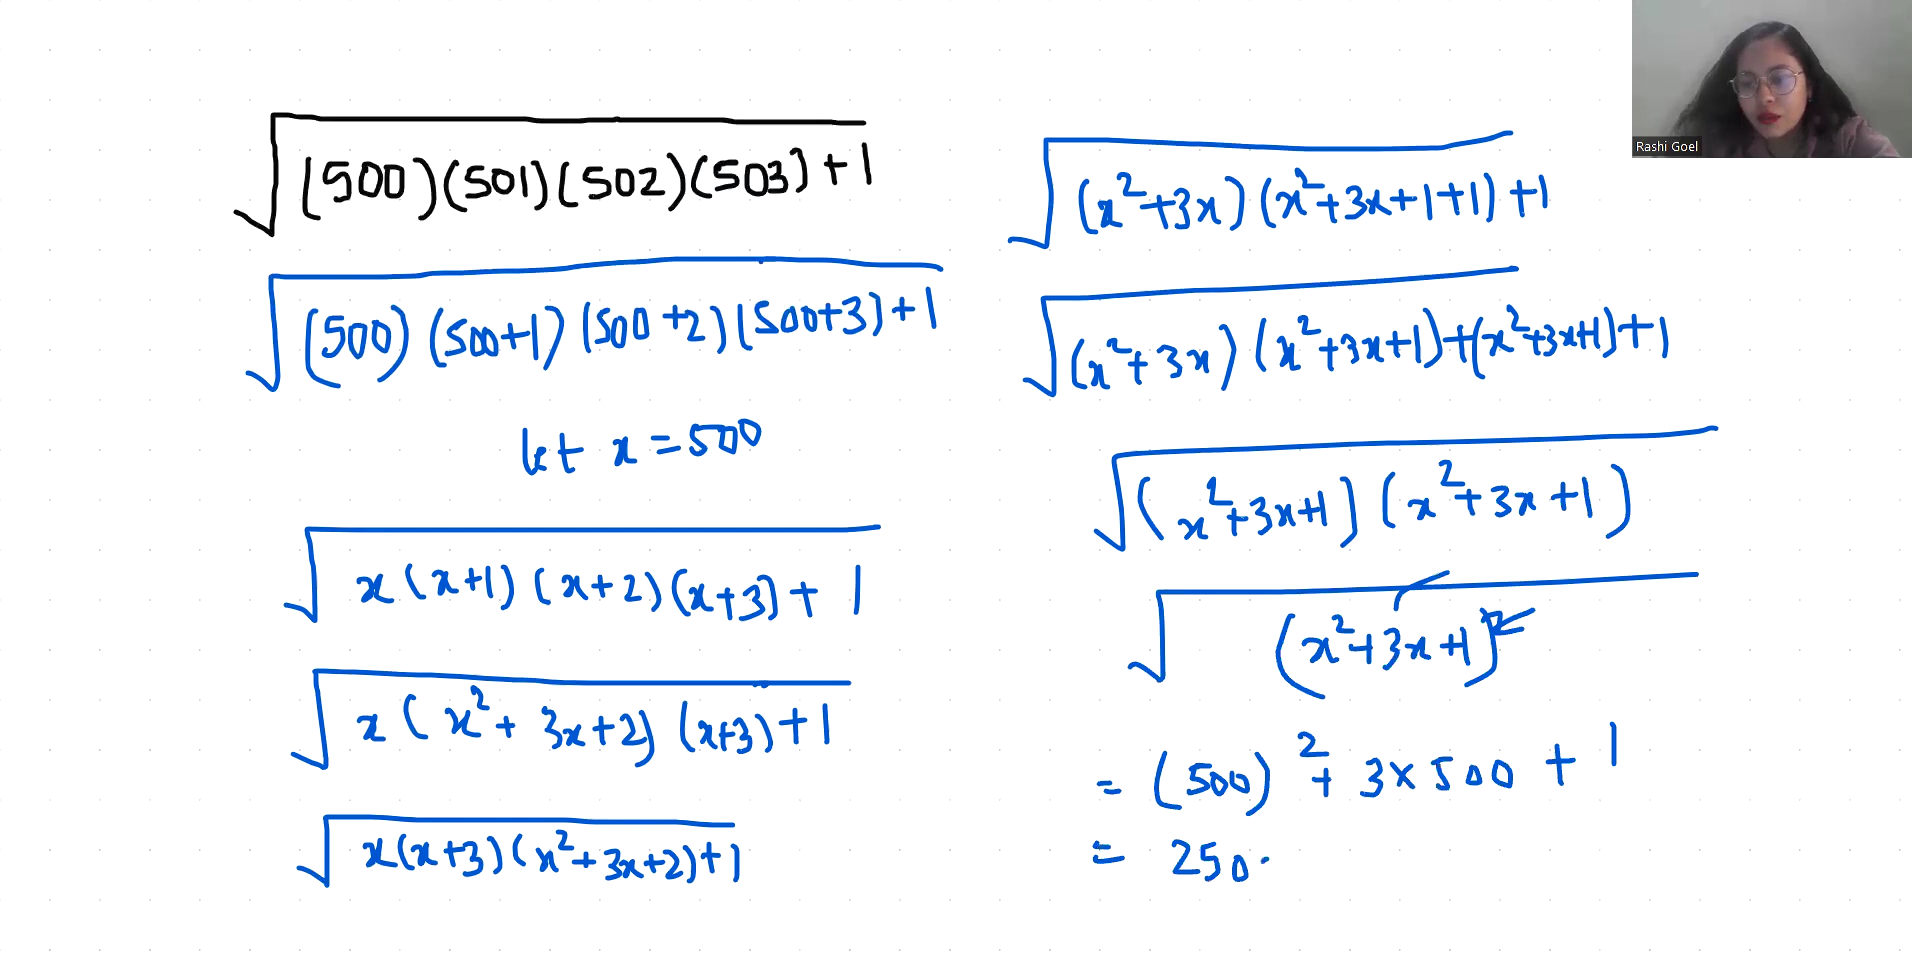 √(500)(501)(502)(503)+1
√(500)(500+1)(500+2)(500+3)+1
let x=500
√x(x+1)(x+2)(x+3)+1
√x(x²+3x+2)(x+3)+1
√x(x+3)(x²+3x+2)+1
√(x²+3x)(x²+3x+1+1)+1
√(x²+3x)(x²+3x+1)+(x²+3x+1)+1
√(x²+3x+1)(x²+3x+1)
√(x²+3x+1)²
=(500)²+3×500+1
=250
Rashi Goel